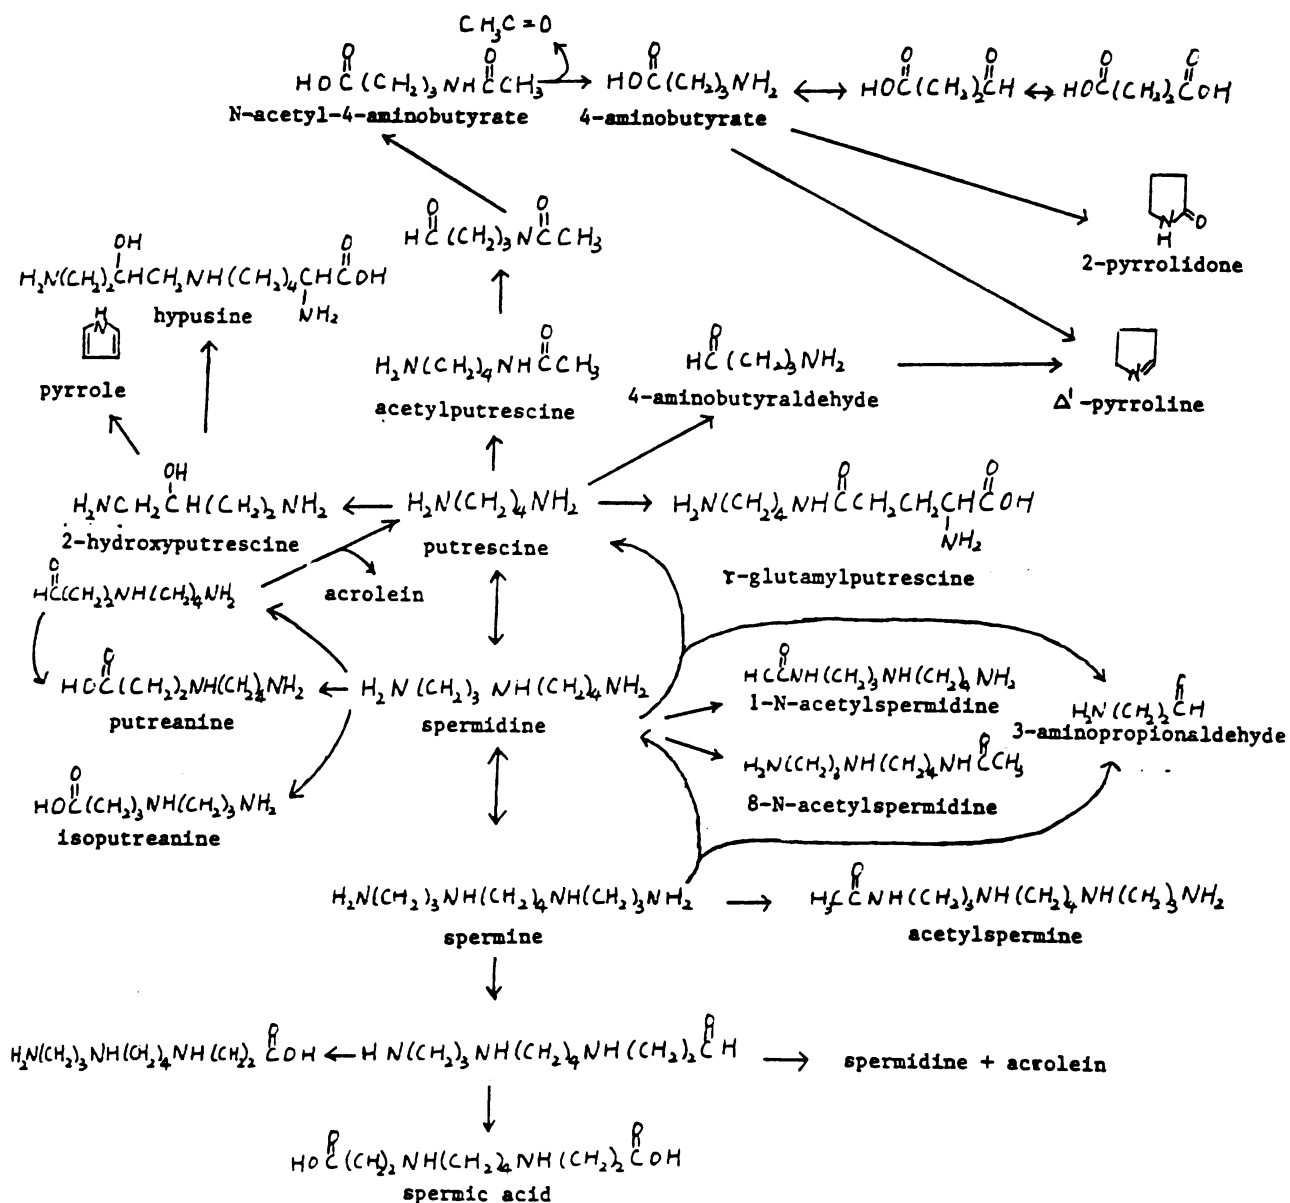 CH₃C=O
HOC(CH₂)₃NHCCH₃ → HOC(CH₂)₃NH₂ ↔ HOC(CH₂)₂CH ↔ HOC(CH₂)₂COH
O O O O O O
N-acetyl-4-aminobutyrate 4-aminobutyrate
O O
HC(CH₂)₃NCCH₃
2-pyrrolidone
N H O
OH O
H₂N(CH₂)₂CHCH₂NH(CH₂)₄CHCOH
NH₂
hypusine
H N
pyrrole
O
H₂N(CH₂)₄NHCCH₃
acetylputrescine
O
HC(CH₂)₃NH₂
4-aminobutyraldehyde
N
Δ'-pyrroline
OH
H₂NCH₂CH(CH₂)₂NH₂
2-hydroxyputrescine
H₂N(CH₂)₄NH₂
putrescine
O O
H₂N(CH₂)₄NHCCH₂CH₂CHCOH
NH₂
r-glutamylputrescine
O
HC(CH₂)₂NH(CH₂)₄NH₂
acrolein
O
HOC(CH₂)₂NH(CH₂)₄NH₂
putreanine
H₂N(CH₂)₃NH(CH₂)₄NH₂
spermidine
O
HCCNH(CH₂)₃NH(CH₂)₄NH₂
1-N-acetylspermidine
H₂N(CH₂)₂CH
3-aminopropionaldehyde
O
H₂N(CH₂)₃NH(CH₂)₄NHCCH₃
8-N-acetylspermidine
O
HOC(CH₂)₃NH(CH₂)₃NH₂
isoputreanine
H₂N(CH₂)₃NH(CH₂)₄NH(CH₂)₃NH₂
spermine
O
H₃CCNH(CH₂)₃NH(CH₂)₄NH(CH₂)₃NH₂
acetylspermine
O O
H₂N(CH₂)₃NH(CH₂)₄NH(CH₂)₂COH ← HN(CH₂)₃NH(CH₂)₄NH(CH₂)₂CH → spermidine + acrolein
O O
HOC(CH₂)₂NH(CH₂)₄NH(CH₂)₂COH
spermic acid